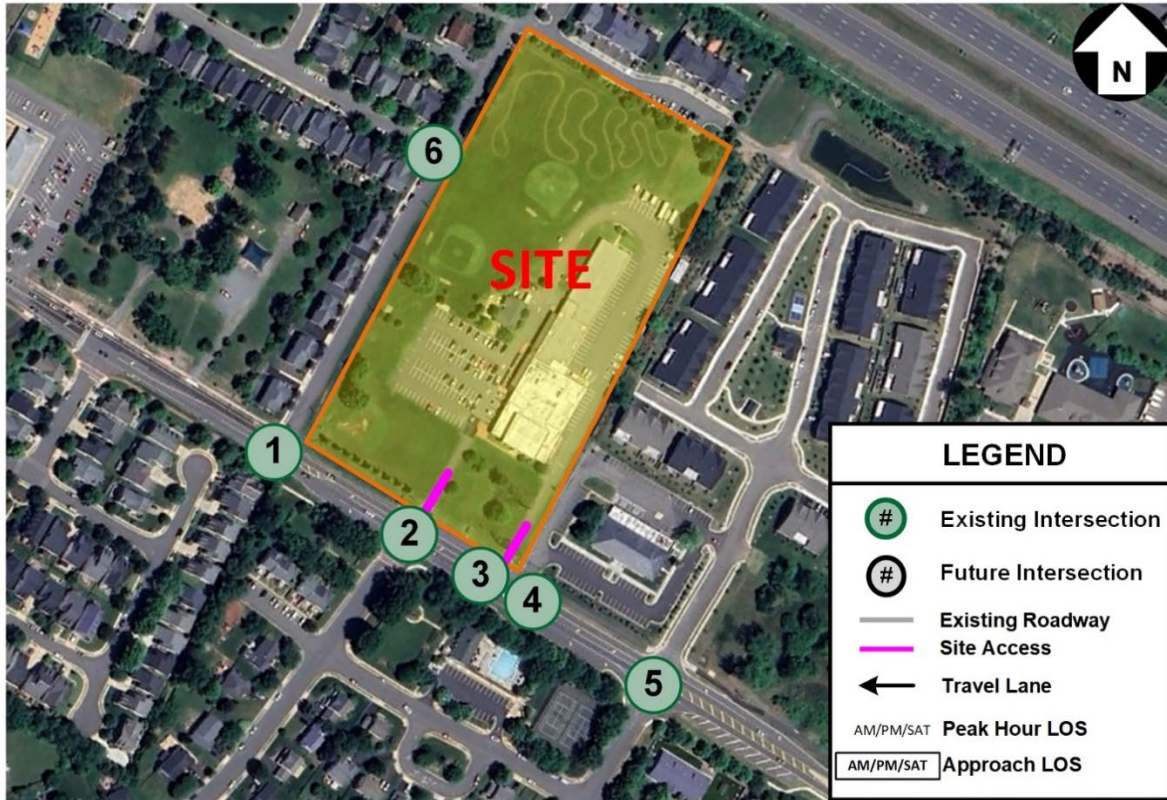 N
6
SITE
1
2
3
4
5
LEGEND
# Existing Intersection
# Future Intersection
Existing Roadway
Site Access
Travel Lane
AM/PM/SAT Peak Hour LOS
AM/PM/SAT Approach LOS